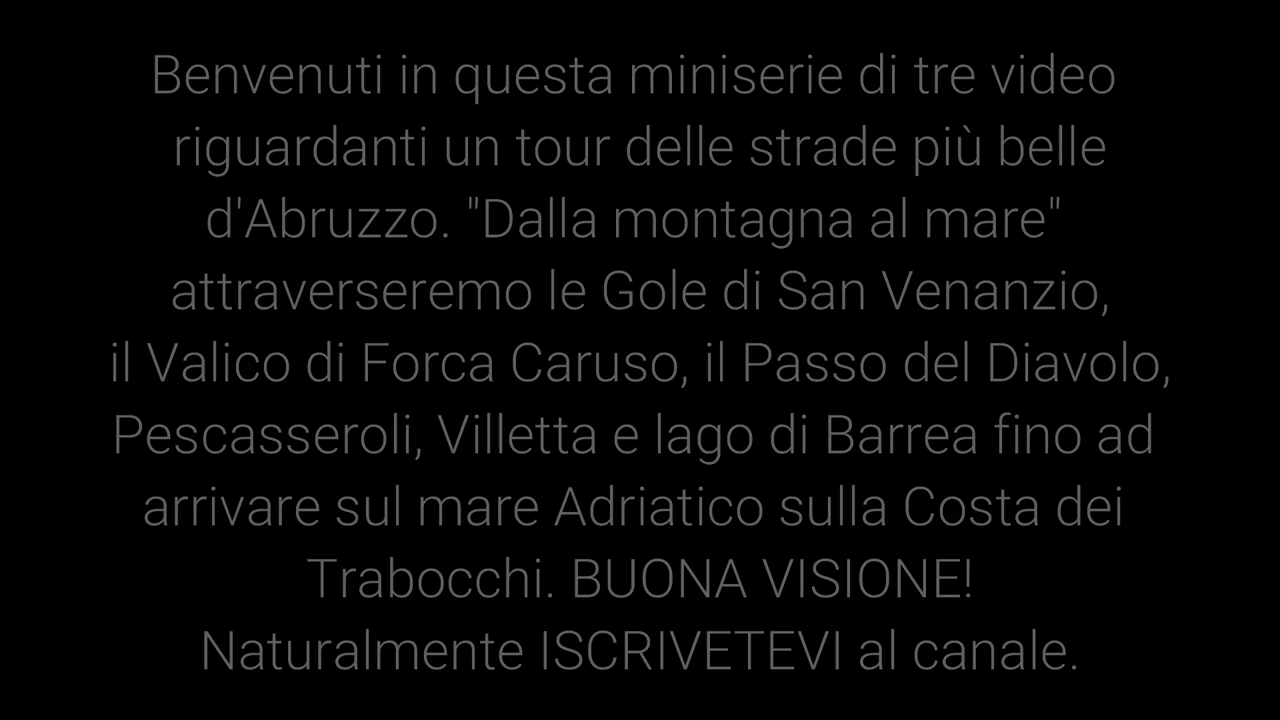 Benvenuti in questa miniserie di tre video
riguardanti un tour delle strade più belle
d'Abruzzo. "Dalla montagna al mare"
attraverseremo le Gole di San Venanzio,
il Valico di Forca Caruso, il Passo del Diavolo,
Pescasseroli, Villetta e lago di Barrea fino ad
arrivare sul mare Adriatico sulla Costa dei
Trabocchi. BUONA VISIONE!
Naturalmente ISCRIVETEVI al canale.